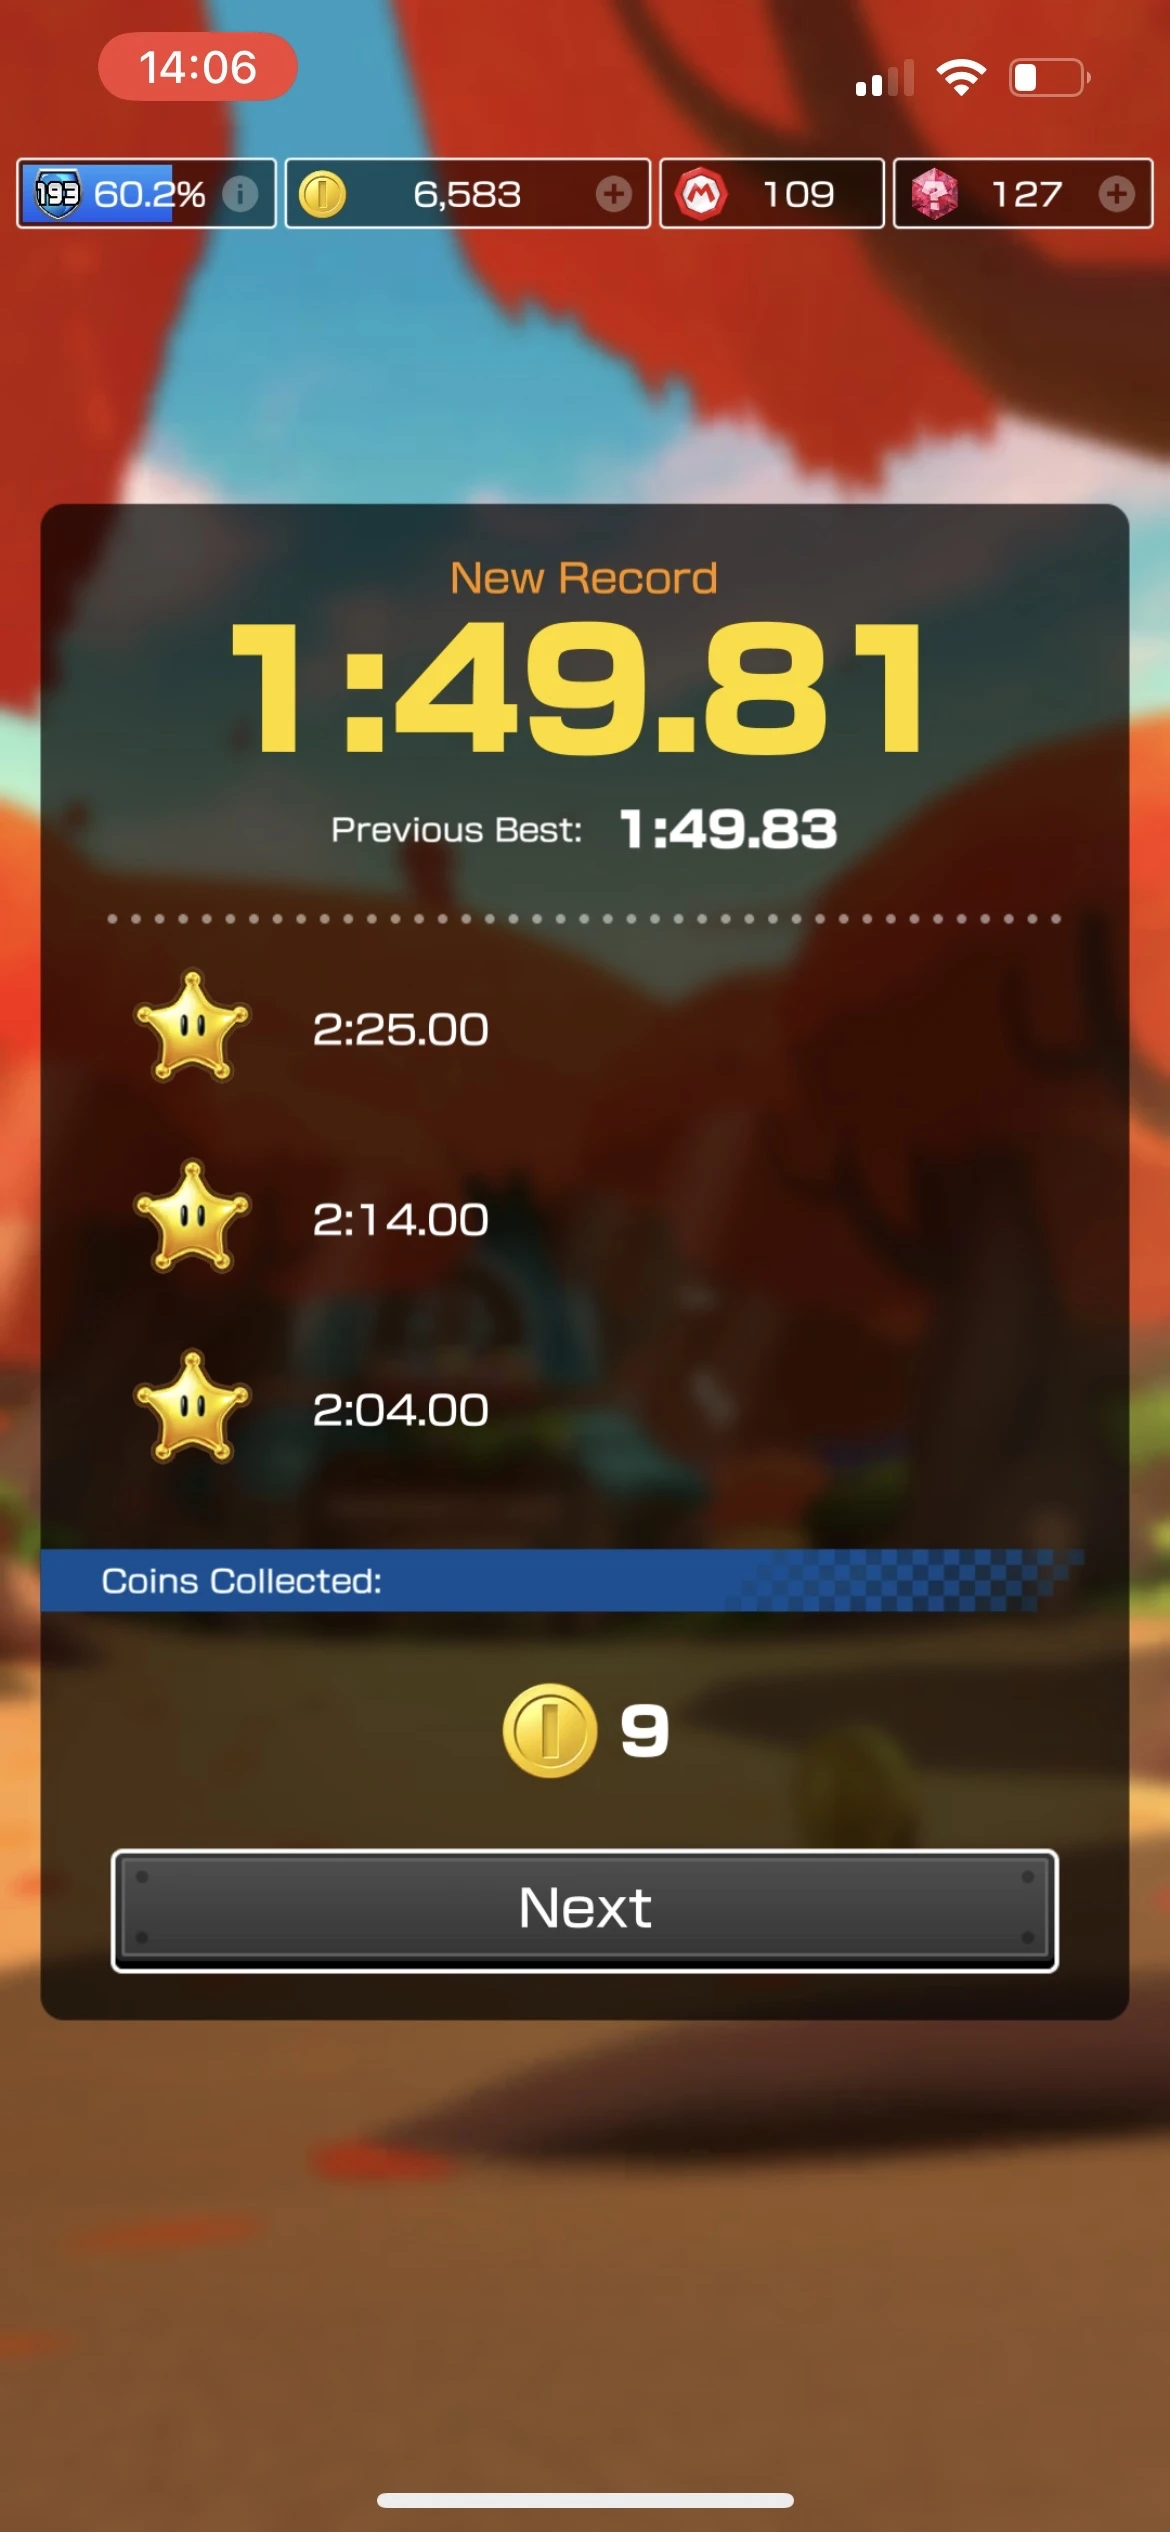 14:06
193 60.2% i 6,583 + M 109 ? 127 +
New Record
1:49.81
Previous Best: 1:49.83
2:25.00
2:14.00
2:04.00
Coins Collected:
9
Next